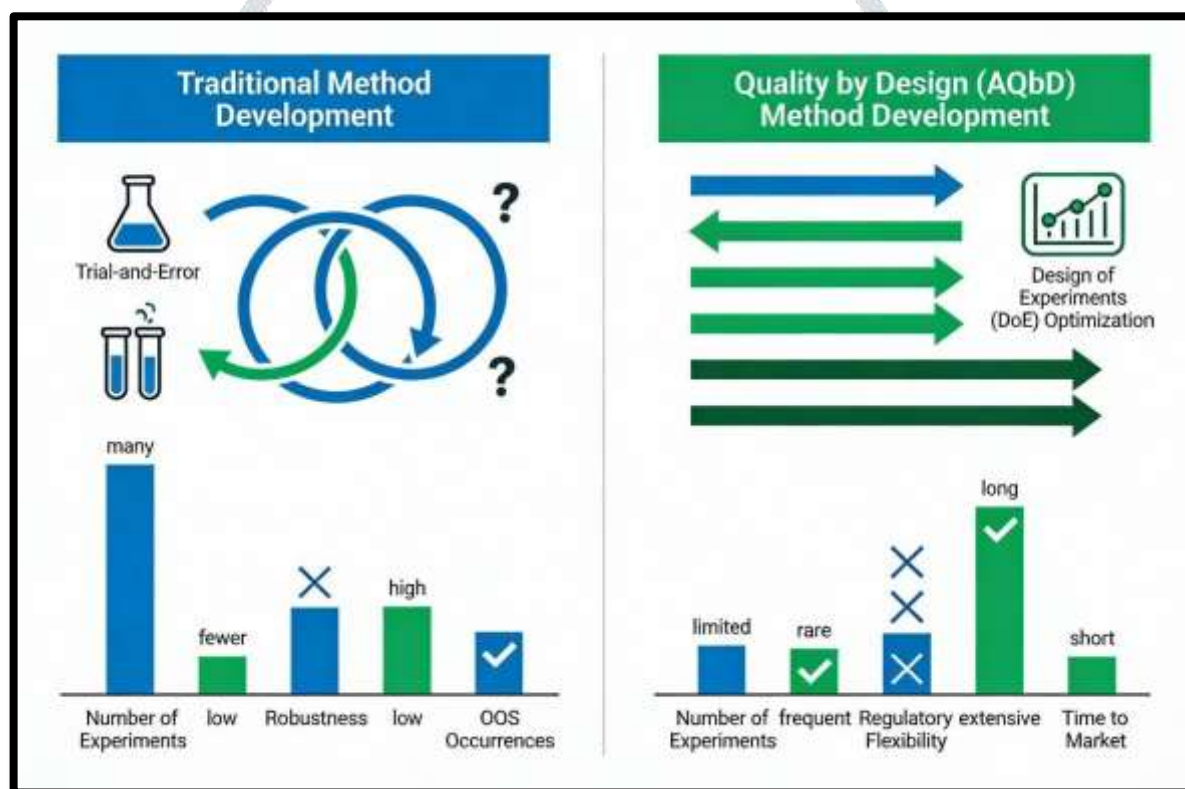 Traditional Method
Development
Trial-and-Error
?
?
many
fewer
high
Number of
Experiments
low
Robustness
low
OOS
Occurrences
Quality by Design (AQbD)
Method Development
Design of
Experiments
(DoE) Optimization
limited
rare
long
short
Number of
Experiments
frequent
Regulatory
Flexibility
extensive
Time to
Market